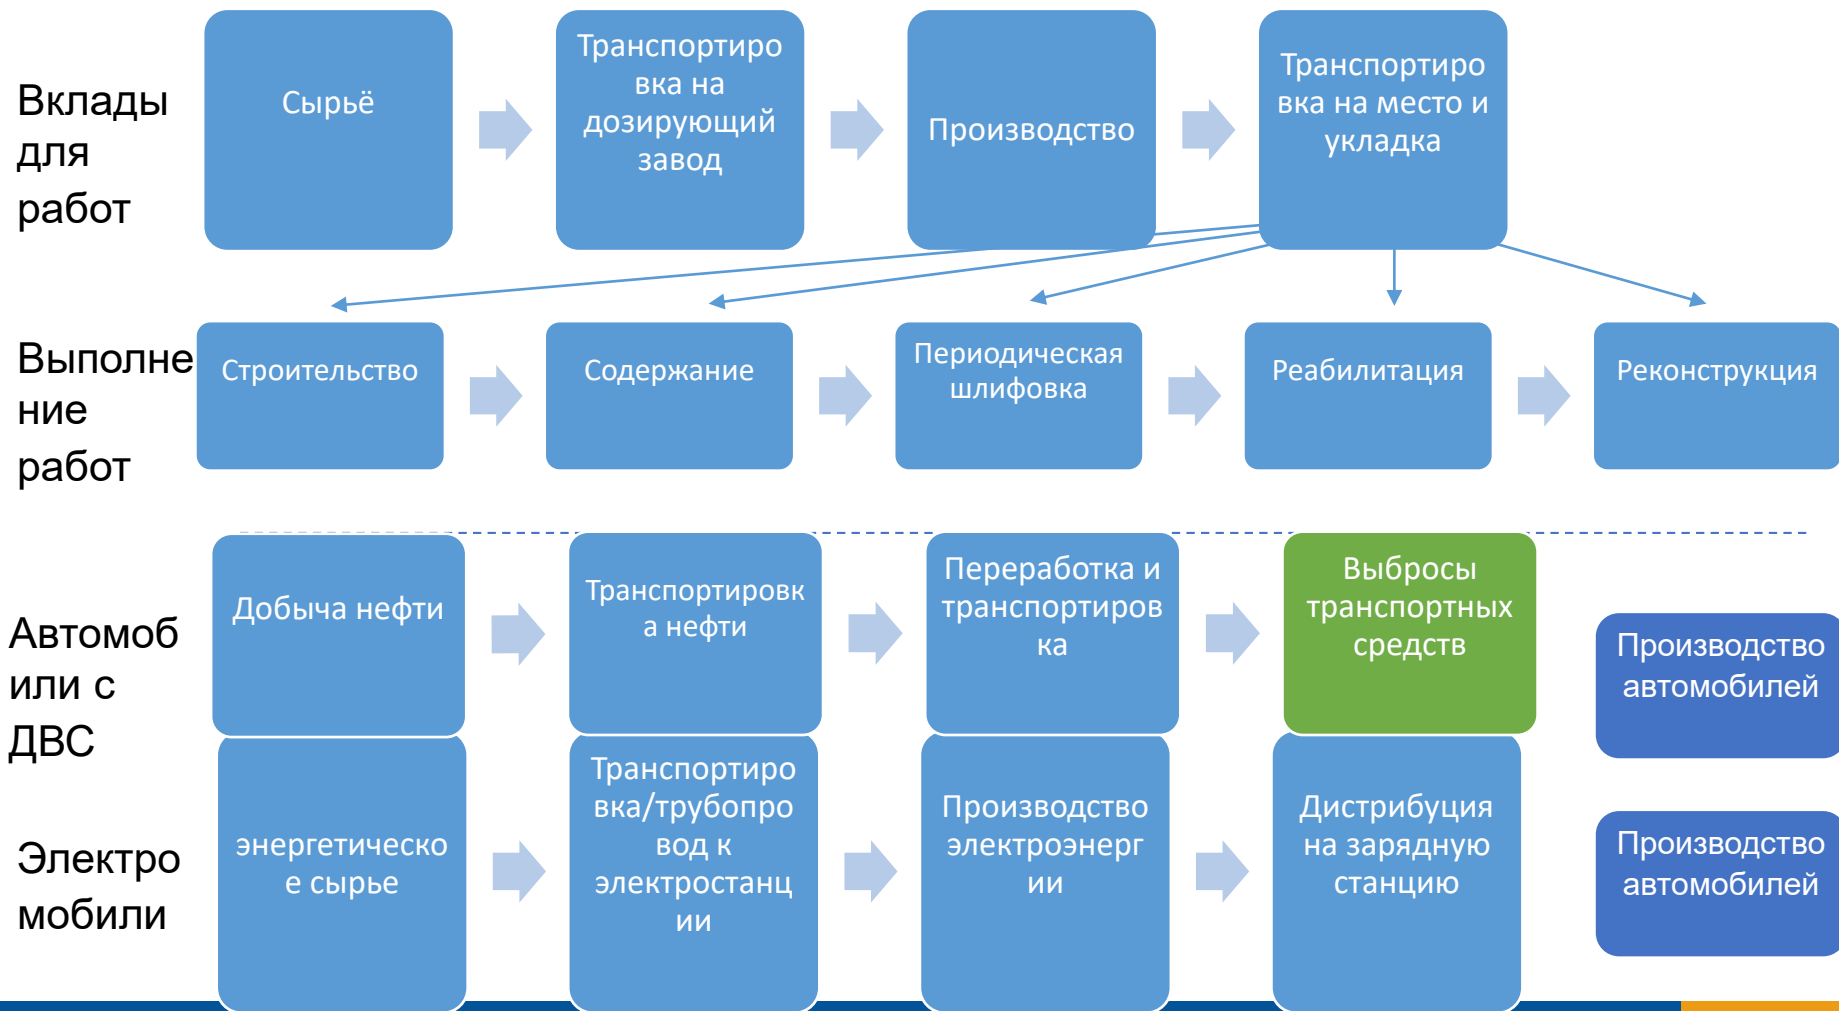 Вклады
для
работ
Сырьё
Транспортиро
вка на
дозирующий
завод
Производство
Транспортиро
вка на место и
укладка
Выполне
ние
работ
Строительство
Содержание
Периодическая
шлифовка
Реабилитация
Реконструкция
Автомоб
или с
ДВС
Добыча нефти
Транспортировк
а нефти
Переработка и
транспортиров
ка
Выбросы
транспортных
средств
Производство
автомобилей
Электро
мобили
энергетическо
е сырье
Транспортиро
вка/трубопро
вод к
электростанц
ии
Производство
электроэнерг
ии
Дистрибуция
на зарядную
станцию
Производство
автомобилей